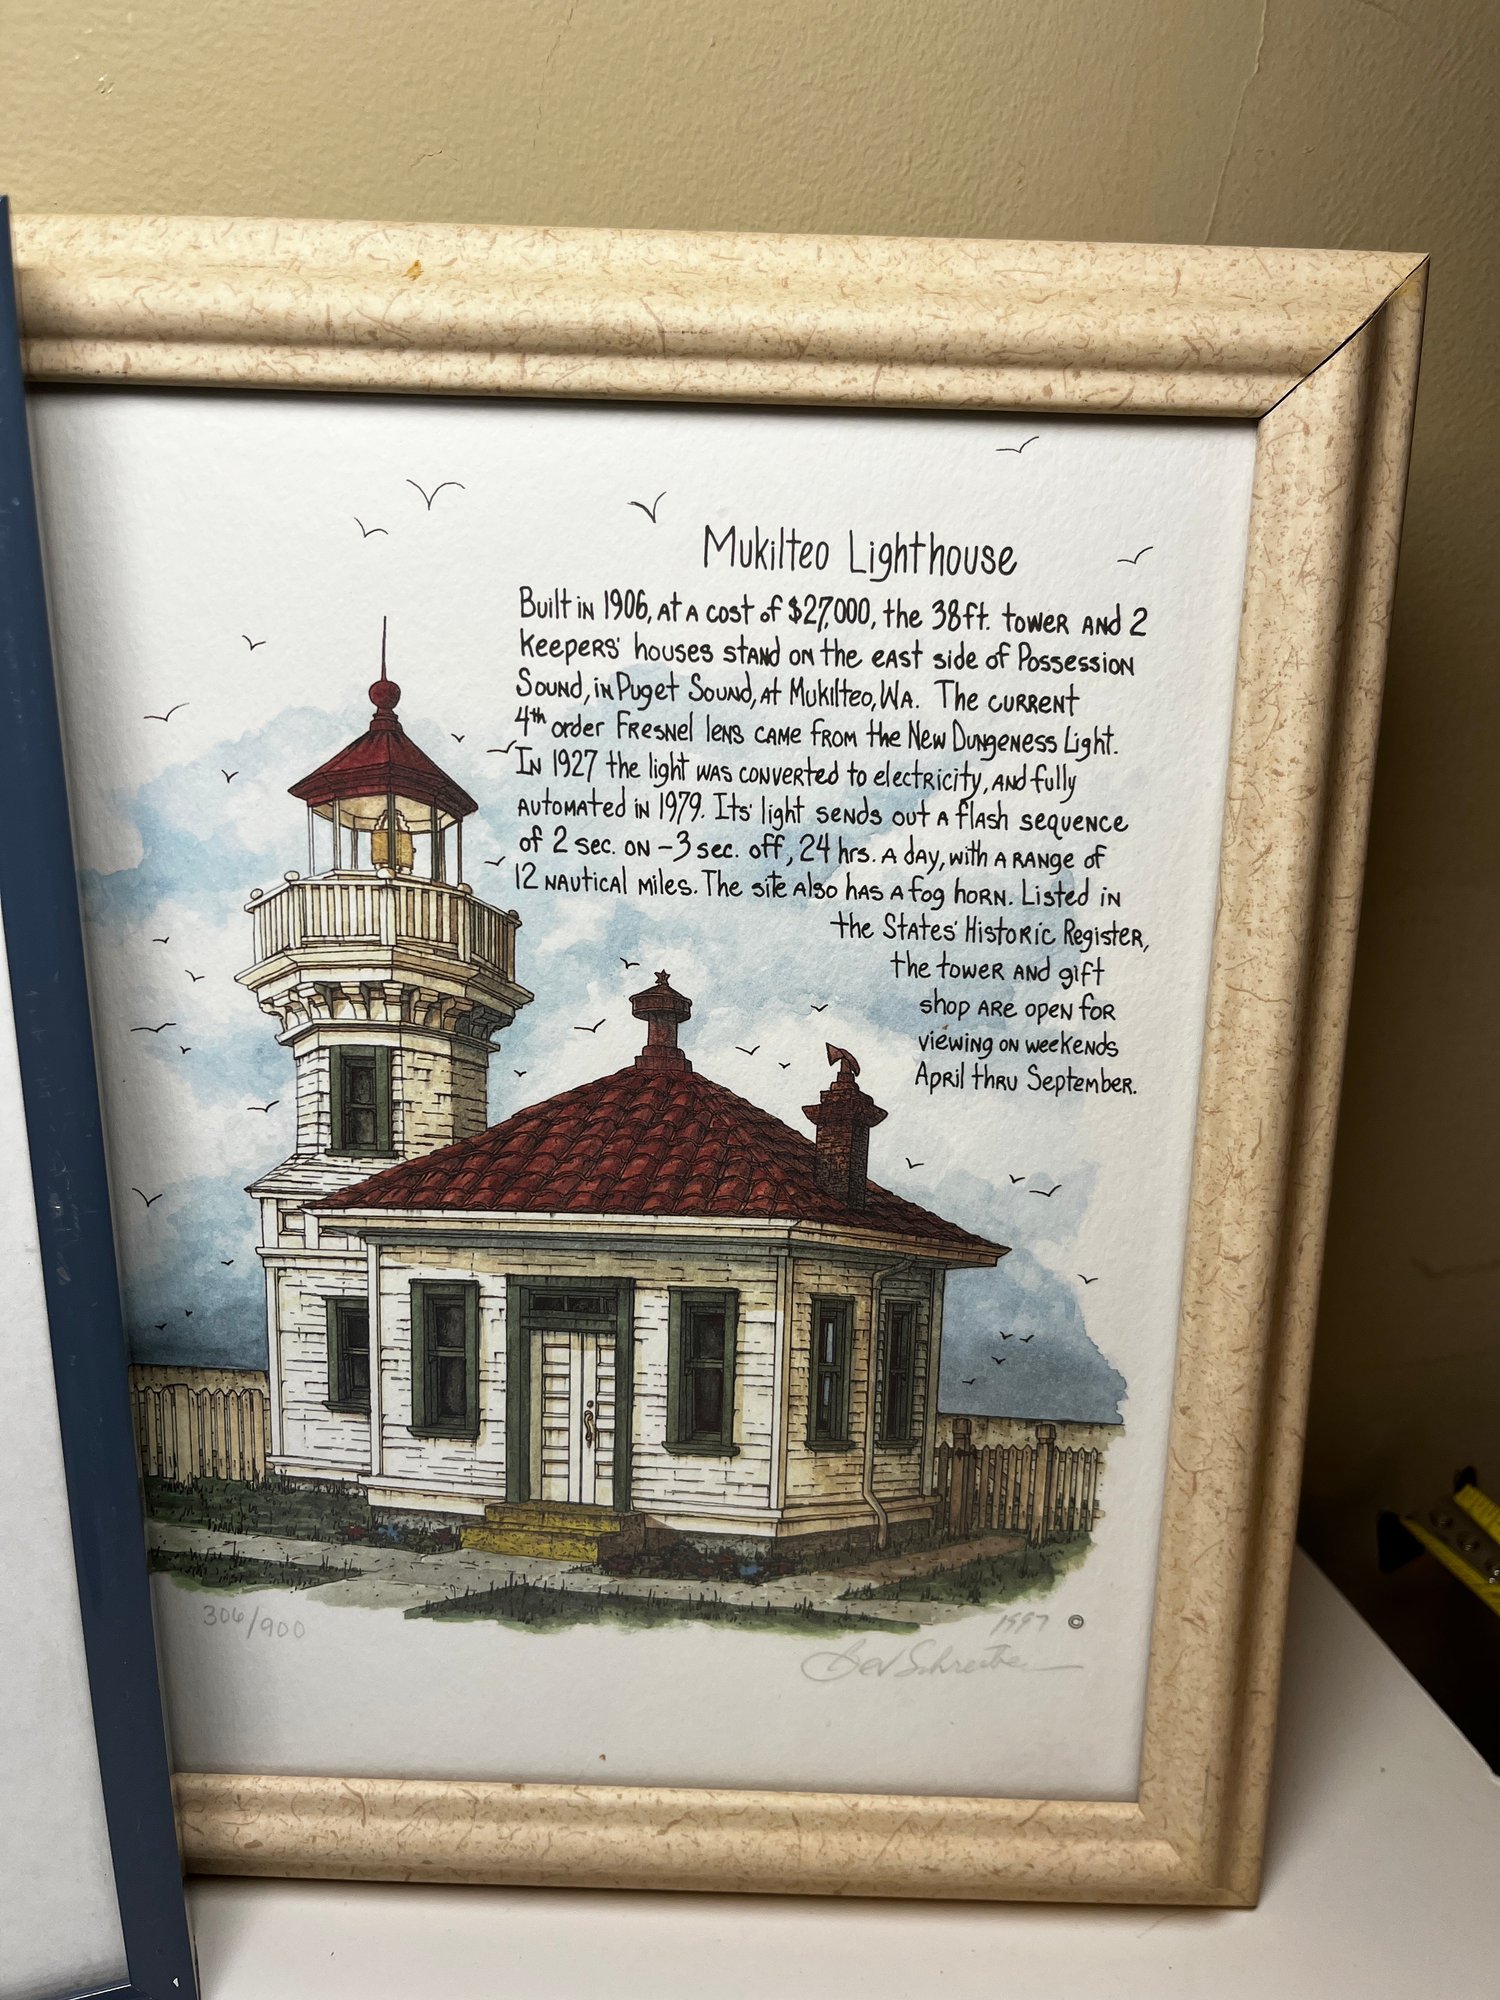 Mukilteo Lighthouse
Built in 1906, at a cost of $27,000, the 38ft. tower and 2
keepers' houses stand on the east side of Possession
Sound, in Puget Sound, at Mukilteo, Wa. The current
4th order Fresnel lens came from the New Dungeness Light.
In 1927 the light was converted to electricity, and fully
automated in 1979. Its' light sends out a flash sequence
of 2 sec. on - 3 sec. off, 24 hrs. a day, with a range of
12 nautical miles. The site also has a fog horn. Listed in
the States' Historic Register,
the tower and gift
shop are open for
viewing on weekends
April thru September.
306/900
1997 ©
Bev Schreiber